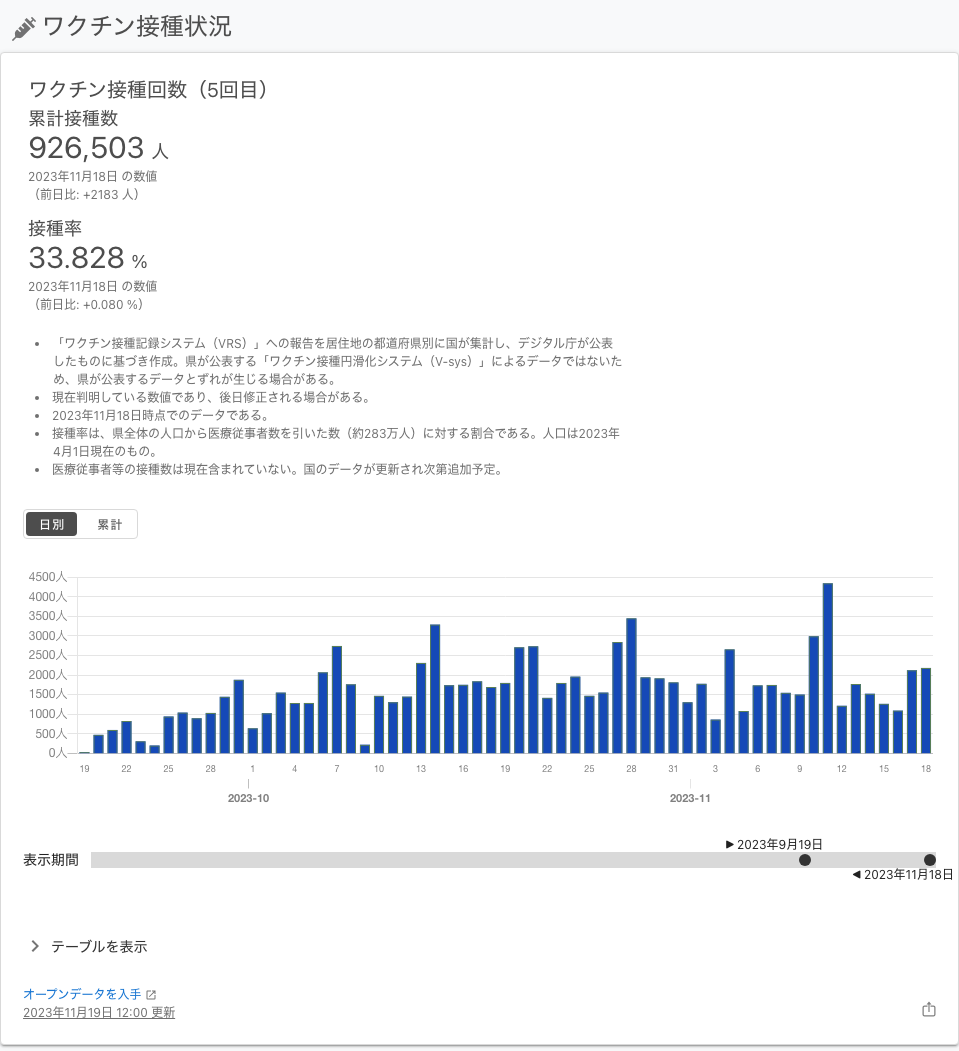 ワクチン接種状況
ワクチン接種回数（5回目）
累計接種数
926,503 人
2023年11月18日 の数値
（前日比: +2183 人）
接種率
33.828 %
2023年11月18日 の数値
（前日比: +0.080 %）
• 「ワクチン接種記録システム（VRS）」への報告を居住地の都道府県別に国が集計し、デジタル庁が公表
したものに基づき作成。県が公表する「ワクチン接種円滑化システム（V-sys）」によるデータではないた
め、県が公表するデータとずれが生じる場合がある。
• 現在判明している数値であり、後日修正される場合がある。
• 2023年11月18日時点でのデータである。
• 接種率は、県全体の人口から医療従事者数を引いた数（約283万人）に対する割合である。人口は2023年
4月1日現在のもの。
• 医療従事者等の接種数は現在含まれていない。国のデータが更新され次第追加予定。
日別 累計
4500人
4000人
3500人
3000人
2500人
2000人
1500人
1000人
500人
0人
19 22 25 28 1 4 7 10 13 16 19 22 25 28 31 3 6 9 12 15 18
2023-10 2023-11
▶ 2023年9月19日
表示期間
◀ 2023年11月18日
テーブルを表示
オープンデータを入手
2023年11月19日 12:00 更新